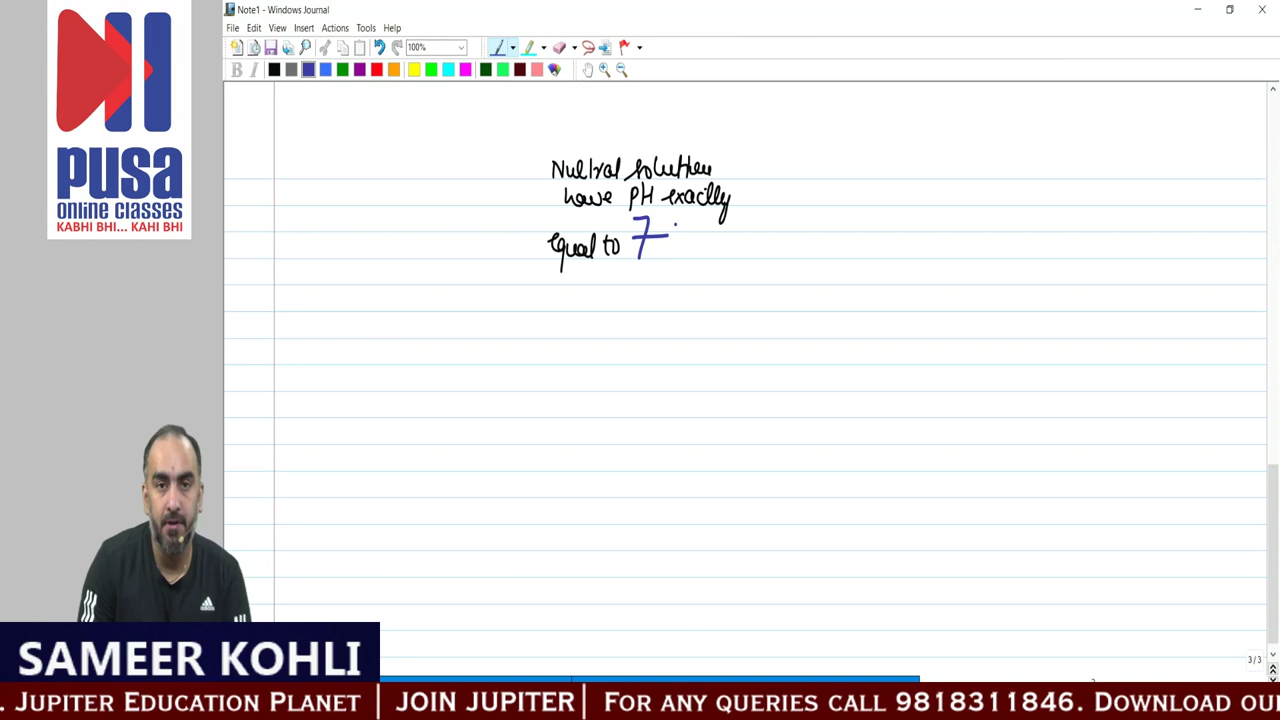 Note1 - Windows Journal
File Edit View Insert Actions Tools Help
100%
B I
PUSA
ONLINE CLASSES
KABHI BHI... KAHI BHI
Nutral solution
have PH exactly
equal to 7
3/3
SAMEER KOHLI
. JUPITER EDUCATION PLANET | JOIN JUPITER | FOR ANY QUERIES CALL 9818311846. DOWNLOAD OU